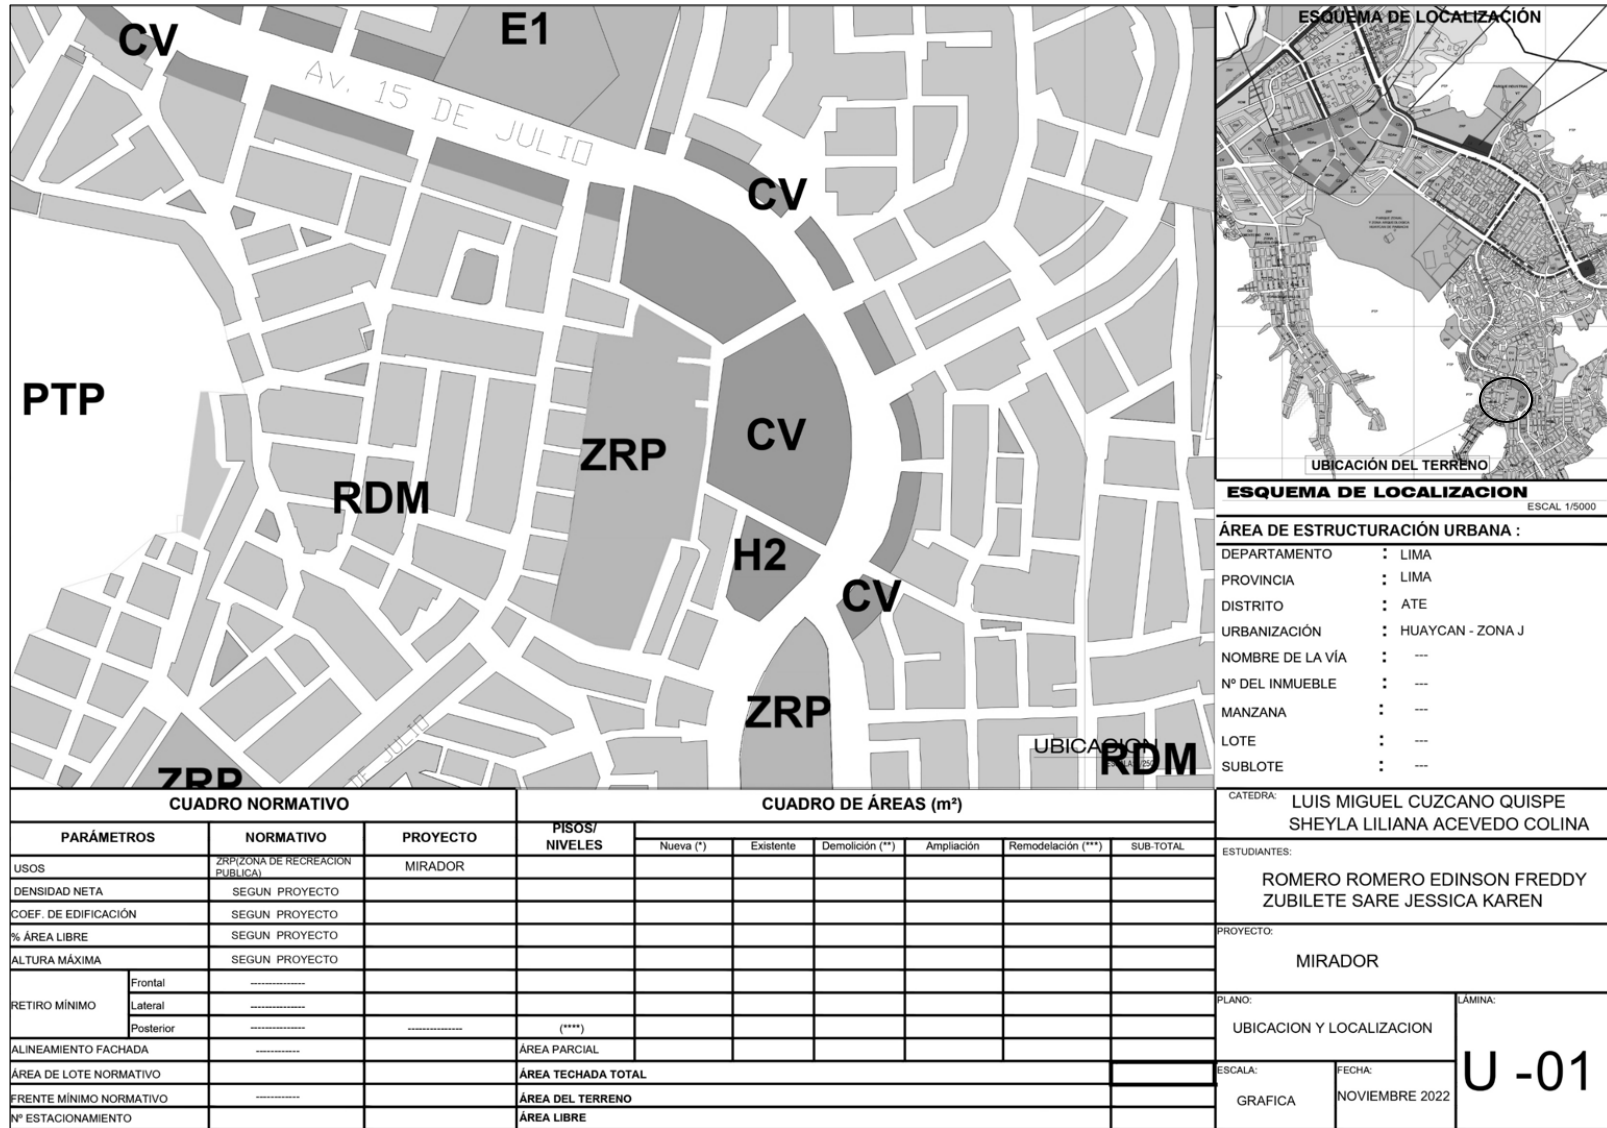 CV
E1
AV. 15 DE JULIO
CV
PTP
ZRP
CV
RDM
H2
CV
ZRP
UBICACION
RDM
DE JULIO
ZRP
ESQUEMA DE LOCALIZACIÓN
UBICACIÓN DEL TERRENO
ESQUEMA DE LOCALIZACION
ESCAL 1/5000
ÁREA DE ESTRUCTURACIÓN URBANA :
DEPARTAMENTO : LIMA
PROVINCIA : LIMA
DISTRITO : ATE
URBANIZACIÓN : HUAYCAN - ZONA J
NOMBRE DE LA VÍA : ---
Nº DEL INMUEBLE : ---
MANZANA : ---
LOTE : ---
SUBLOTE : ---
CUADRO NORMATIVO
PARÁMETROS NORMATIVO PROYECTO
USOS ZRP(ZONA DE RECREACION PUBLICA) MIRADOR
DENSIDAD NETA SEGUN PROYECTO
COEF. DE EDIFICACIÓN SEGUN PROYECTO
% ÁREA LIBRE SEGUN PROYECTO
ALTURA MÁXIMA SEGUN PROYECTO
RETIRO MÍNIMO
Frontal --------------
Lateral --------------
Posterior -------------- --------------
ALINEAMIENTO FACHADA -----------
ÁREA DE LOTE NORMATIVO
FRENTE MÍNIMO NORMATIVO -----------
Nº ESTACIONAMIENTO
CUADRO DE ÁREAS (m²)
PISOS/
NIVELES
Nueva (*) Existente Demolición (**) Ampliación Remodelación (***) SUB-TOTAL
(****)
ÁREA PARCIAL
ÁREA TECHADA TOTAL
ÁREA DEL TERRENO
ÁREA LIBRE
CATEDRA: LUIS MIGUEL CUZCANO QUISPE
SHEYLA LILIANA ACEVEDO COLINA
ESTUDIANTES:
ROMERO ROMERO EDINSON FREDDY
ZUBILETE SARE JESSICA KAREN
PROYECTO:
MIRADOR
PLANO:
UBICACION Y LOCALIZACION
LÁMINA:
U -01
ESCALA:
GRAFICA
FECHA:
NOVIEMBRE 2022